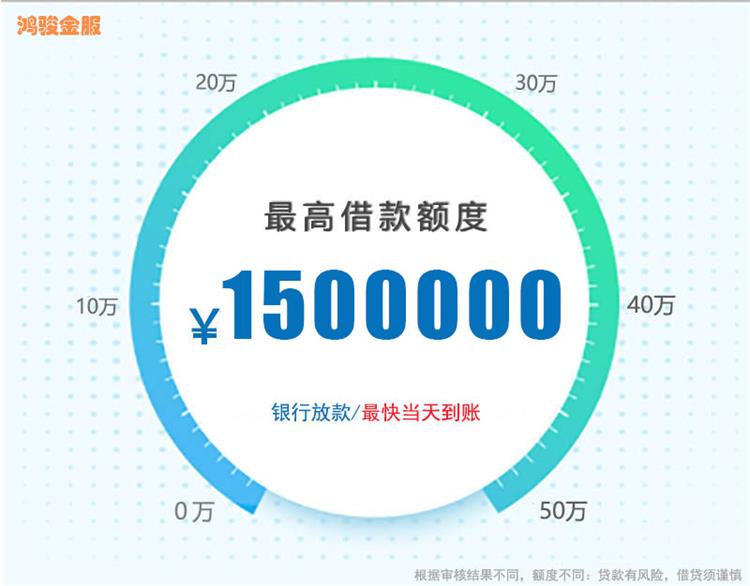 鸿骏金服
20万
30万
最高借款额度
10万
¥1500000
40万
银行放款/最快当天到账
0万
50万
根据审核结果不同，额度不同：贷款有风险，借贷须谨慎